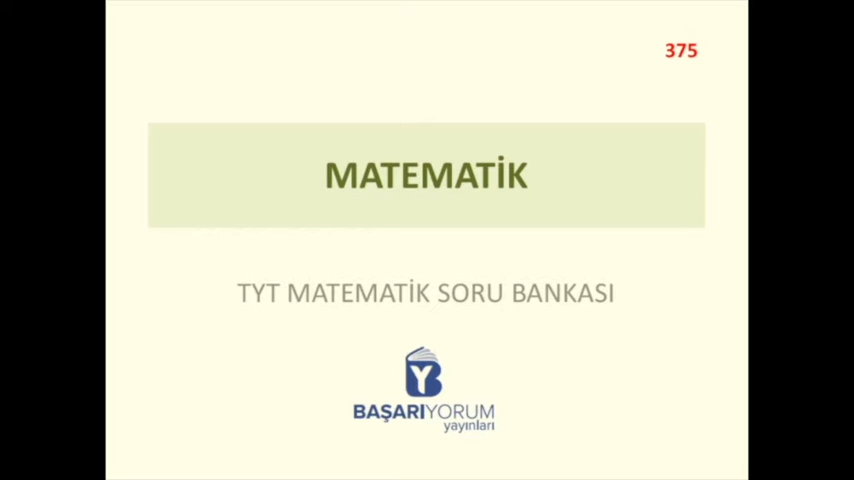 375
MATEMATİK
TYT MATEMATİK SORU BANKASI
BAŞARIYORUM
yayınları